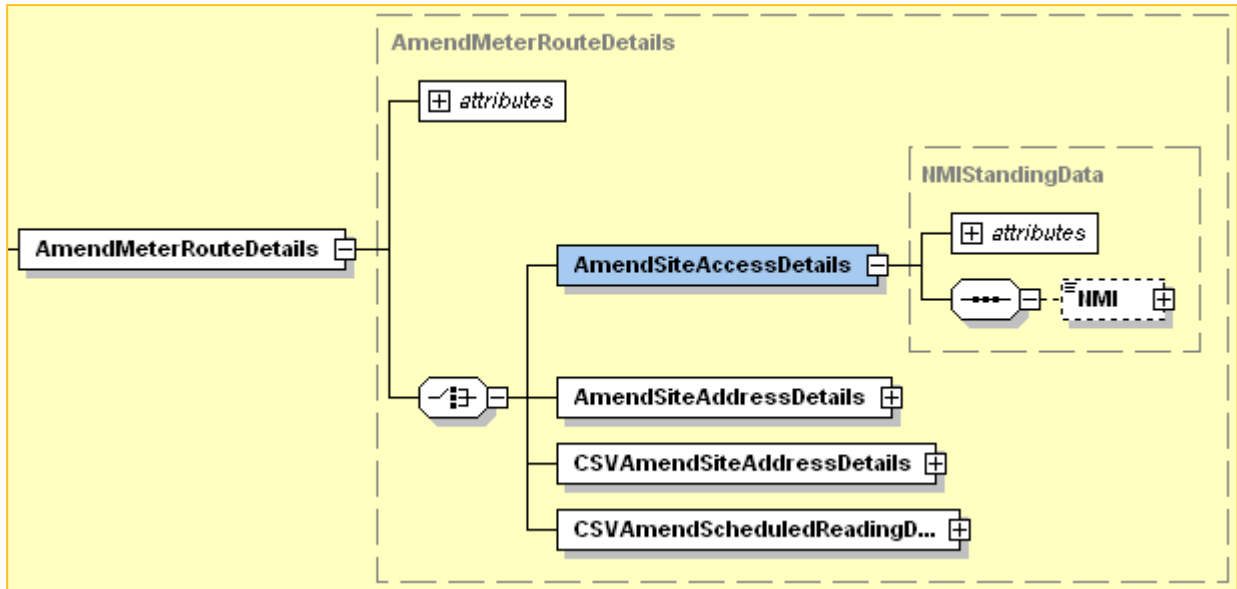 AmendMeterRouteDetails
attributes
NMIStandingData
attributes
AmendMeterRouteDetails
AmendSiteAccessDetails
NMI
AmendSiteAddressDetails
CSVAmendSiteAddressDetails
CSVAmendScheduledReadingD...